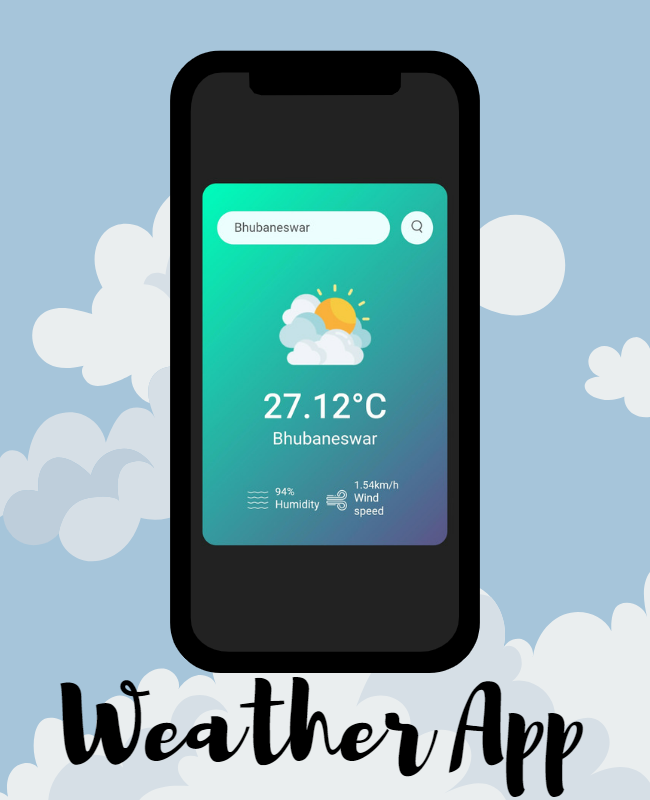 Bhubaneswar
27.12°C
Bhubaneswar
94%
Humidity
1.54km/h
Wind
speed
Weather App